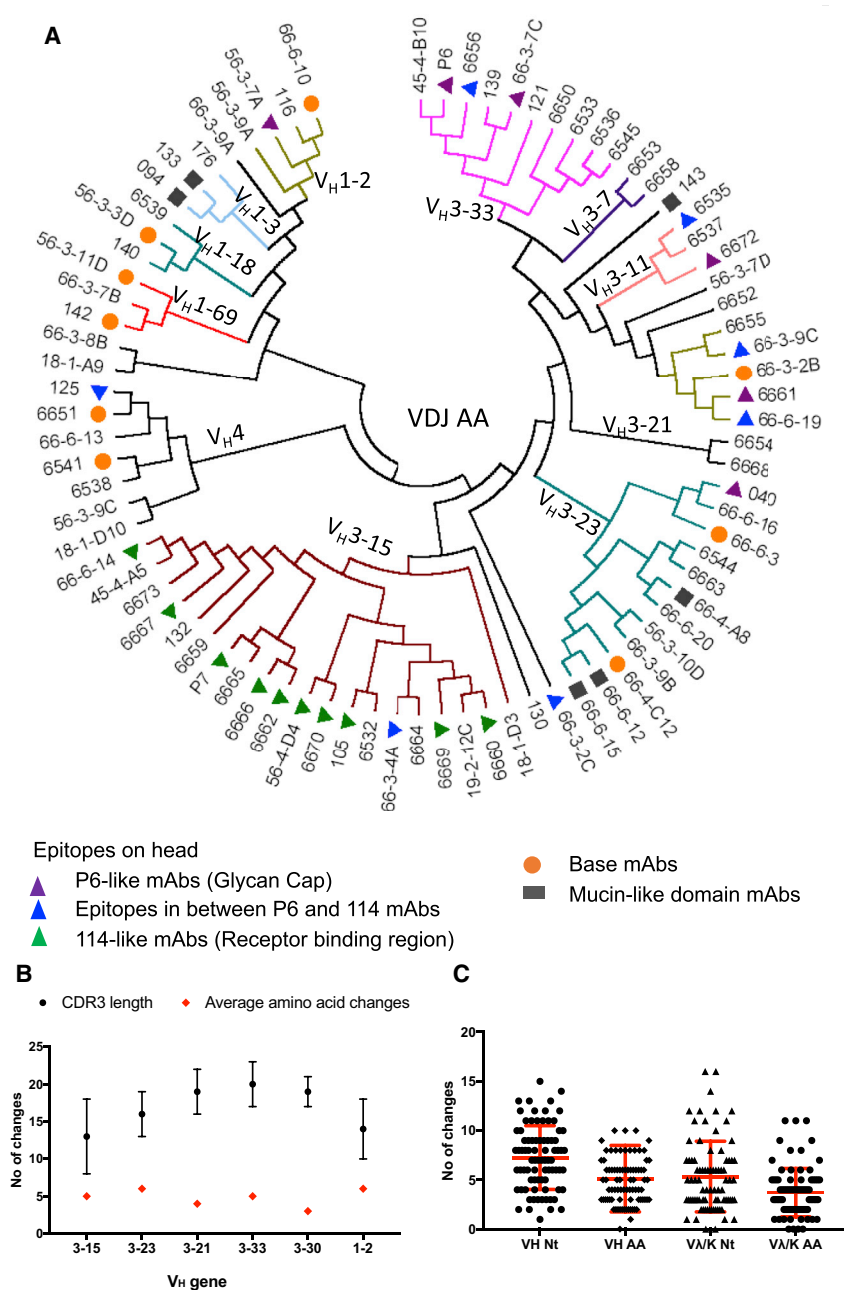 A
45-4-B10
P6
6656
139
66-3-7C
121
6650
6533
6536
6545
6653
6658
143
6535
6537
6672
56-3-7D
6652
6655
66-3-9C
66-3-2B
6661
66-6-19
6654
6668
040
66-6-16
66-6-3
6544
6663
66-4-A8
66-6-20
56-3-10D
66-3-9B
66-4-C12
66-6-12
66-6-15
66-3-2C
130
18-1-D3
6660
19-2-12C
6669
6664
66-3-4A
6532
105
6670
56-4-D4
6662
6666
6665
P7
6659
132
6667
6673
45-4-A5
66-6-14
18-1-D10
56-3-9C
6538
6541
66-6-13
6651
125
18-1-A9
66-3-8B
142
66-3-7B
56-3-11D
140
56-3-3D
6539
094
133
176
66-3-9A
56-3-9A
56-3-7A
116
66-6-10
VH1-2
VH1-3
VH1-18
VH1-69
VH4
VH3-15
VH3-23
VH3-21
VH3-11
VH3-7
VH3-33
VDJ AA
Epitopes on head
P6-like mAbs (Glycan Cap)
Epitopes in between P6 and 114 mAbs
114-like mAbs (Receptor binding region)
Base mAbs
Mucin-like domain mAbs
B
CDR3 length
Average amino acid changes
No of changes
25
20
15
10
5
0
3-15 3-23 3-21 3-33 3-30 1-2
VH gene
C
No of changes
20
15
10
5
0
VH Nt VH AA Vλ/K Nt Vλ/K AA